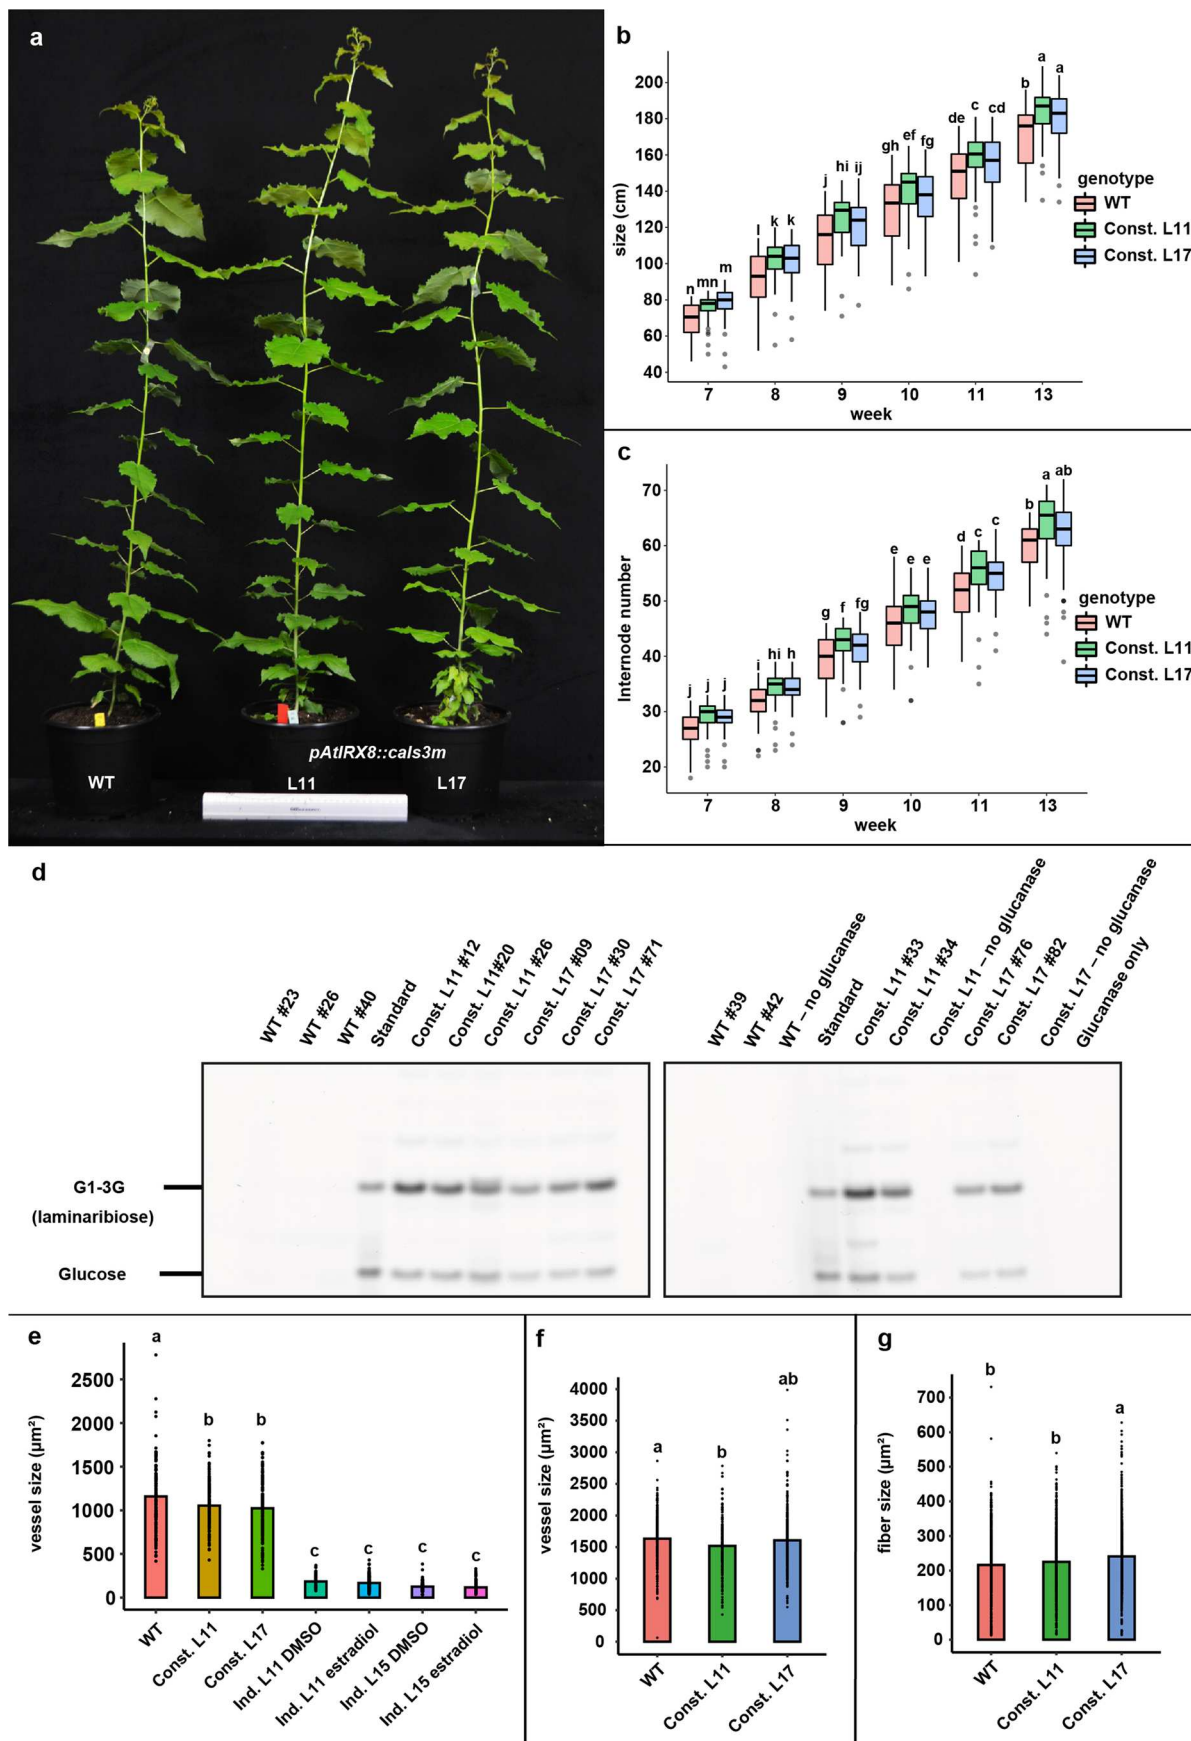 a
WT
L11
L17
pAtIRX8::cals3m
b
size (cm)
200
180
160
140
120
100
80
60
40
n mn m
l k k
j hi ij
gh ef fg
de c cd
b a a
7 8 9 10 11 13
week
genotype
WT
Const. L11
Const. L17
c
Internode number
70
60
50
40
30
20
j j j
i hi h
g f fg
e e e
d c c
b a ab
7 8 9 10 11 13
week
genotype
WT
Const. L11
Const. L17
d
WT #23
WT #26
WT #40
Standard
Const. L11 #12
Const. L11#20
Const. L11 #26
Const. L17 #09
Const. L17 #30
Const. L17 #71
WT #39
WT #42
WT – no glucanase
Standard
Const. L11 #33
Const. L11 #34
Const. L11 – no glucanase
Const. L17 #76
Const. L17 #82
Const. L17 – no glucanase
Glucanase only
G1-3G
(laminaribiose)
Glucose
e
vessel size (µm²)
2500
2000
1500
1000
500
0
a b b c c c c
WT
Const. L11
Const. L17
Ind. L11 DMSO
Ind. L11 estradiol
Ind. L15 DMSO
Ind. L15 estradiol
f
vessel size (µm²)
4000
3500
3000
2500
2000
1500
1000
500
0
a b ab
WT
Const. L11
Const. L17
g
fiber size (µm²)
700
600
500
400
300
200
100
0
b b a
WT
Const. L11
Const. L17